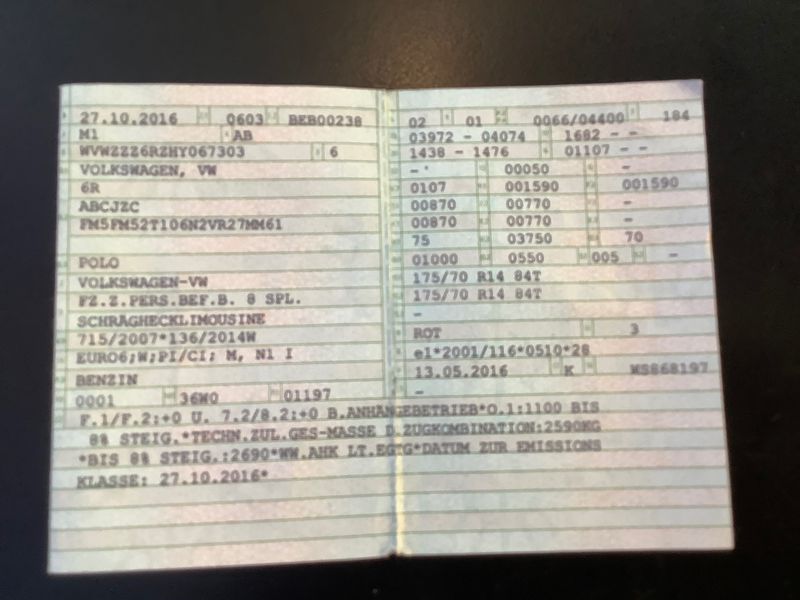 27.10.2016 0603 BEB00238
M1 AB
WVWZZZ6RZHY067303 6
VOLKSWAGEN, VW
6R
ABCJZC
FM5FM52T106N2VR27MM61
POLO
VOLKSWAGEN-VW
FZ.Z.PERS.BEF.B. 8 SPL.
SCHRÄGHECKLIMOUSINE
715/2007*136/2014W
EURO6;W;PI/CI; M, N1 I
BENZIN
0001 36W0 01197
02 01 0066/04400 184
03972 - 04074 1682 - -
1438 - 1476 01107 - -
- 00050 -
0107 001590 001590
00870 00770 -
00870 00770 -
75 03750 70
01000 0550 005 -
175/70 R14 84T
175/70 R14 84T
-
ROT 3
e1*2001/116*0510*28
13.05.2016 K WS868197
-
F.1/F.2:+0 U. 7.2/8.2:+0 B.ANHÄNGEBETRIEB*O.1:1100 BIS
8% STEIG.*TECHN.ZUL.GES-MASSE D.ZUGKOMBINATION:2590KG
*BIS 8% STEIG.:2690*WW.AHK LT.EGTG*DATUM ZUR EMISSIONS
KLASSE: 27.10.2016*